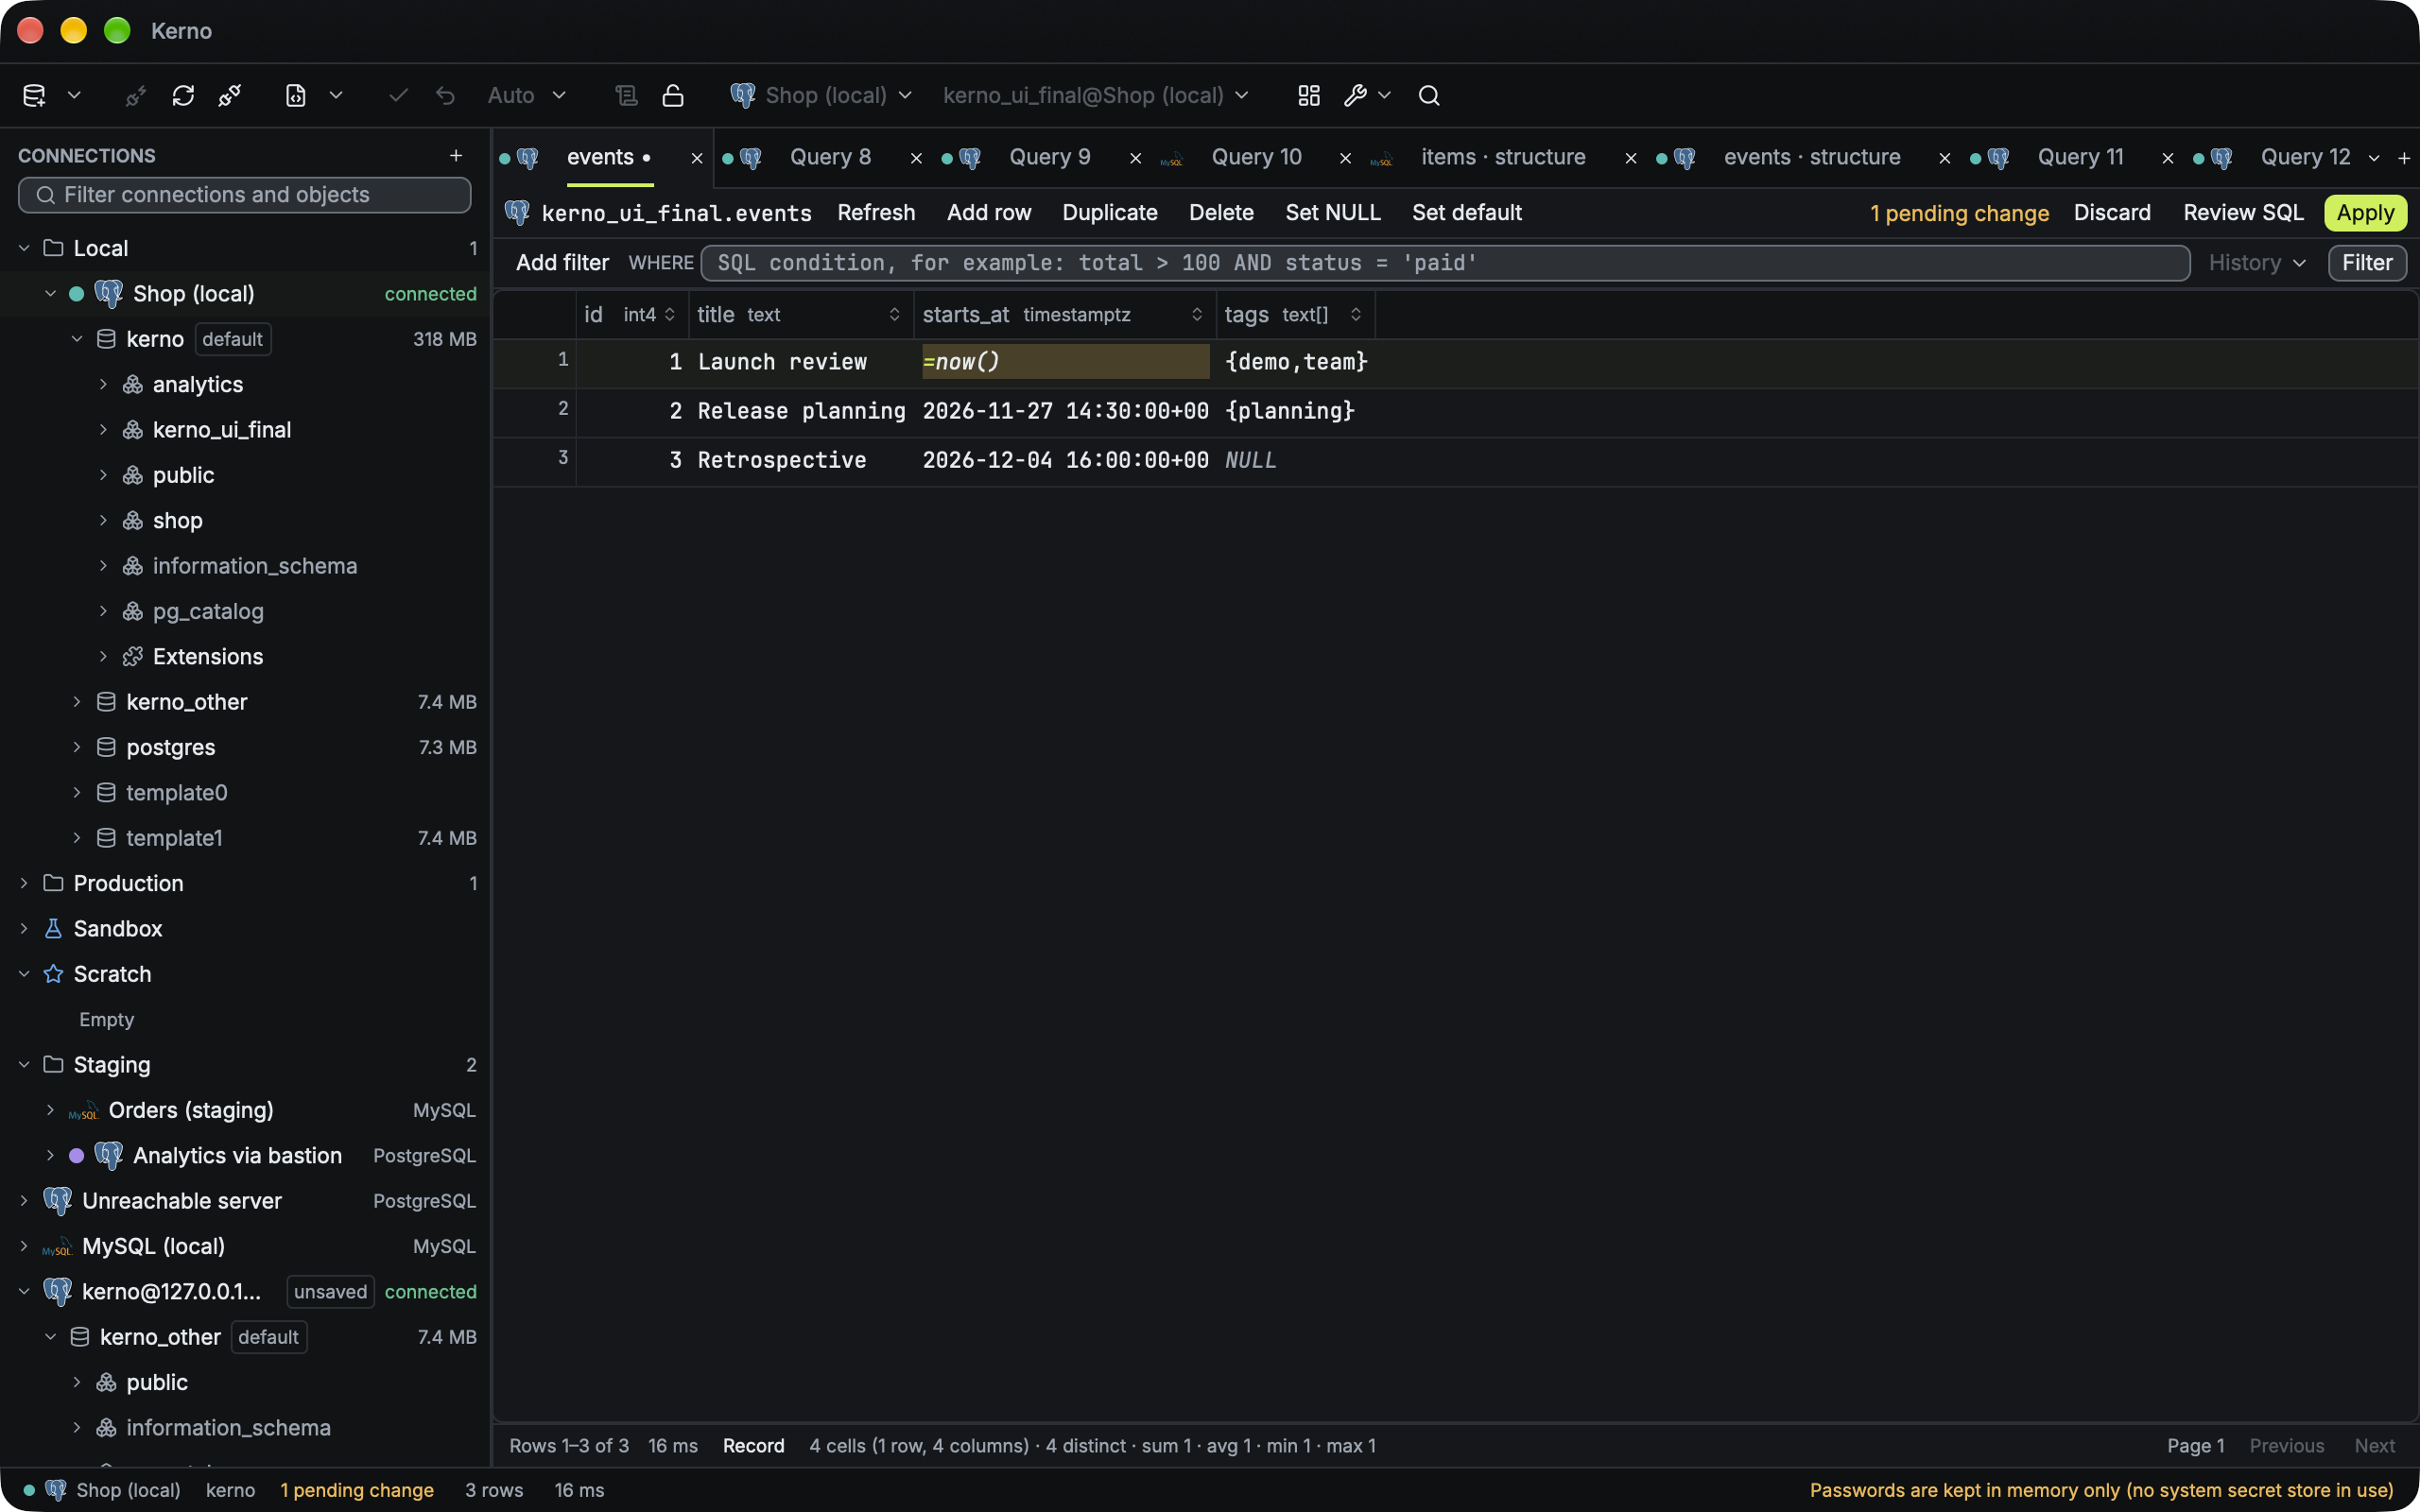 Kerno
Auto
Shop (local)
kerno_ui_final@Shop (local)
CONNECTIONS
Filter connections and objects
Local 1
Shop (local) connected
kerno default 318 MB
analytics
kerno_ui_final
public
shop
information_schema
pg_catalog
Extensions
kerno_other 7.4 MB
postgres 7.3 MB
template0
template1 7.4 MB
Production 1
Sandbox
Scratch
Empty
Staging 2
MySQL Orders (staging) MySQL
Analytics via bastion PostgreSQL
Unreachable server PostgreSQL
MySQL MySQL (local) MySQL
kerno@127.0.0.1... unsaved connected
kerno_other default 7.4 MB
public
information_schema
events • Query 8 Query 9 MySQL Query 10 MySQL items · structure events · structure Query 11 Query 12
kerno_ui_final.events Refresh Add row Duplicate Delete Set NULL Set default 1 pending change Discard Review SQL Apply
Add filter WHERE SQL condition, for example: total > 100 AND status = 'paid' History Filter
id int4 title text starts_at timestamptz tags text[]
1 1 Launch review =now() {demo,team}
2 2 Release planning 2026-11-27 14:30:00+00 {planning}
3 3 Retrospective 2026-12-04 16:00:00+00 NULL
Rows 1–3 of 3 16 ms Record 4 cells (1 row, 4 columns) · 4 distinct · sum 1 · avg 1 · min 1 · max 1 Page 1 Previous Next
Shop (local) kerno 1 pending change 3 rows 16 ms Passwords are kept in memory only (no system secret store in use)